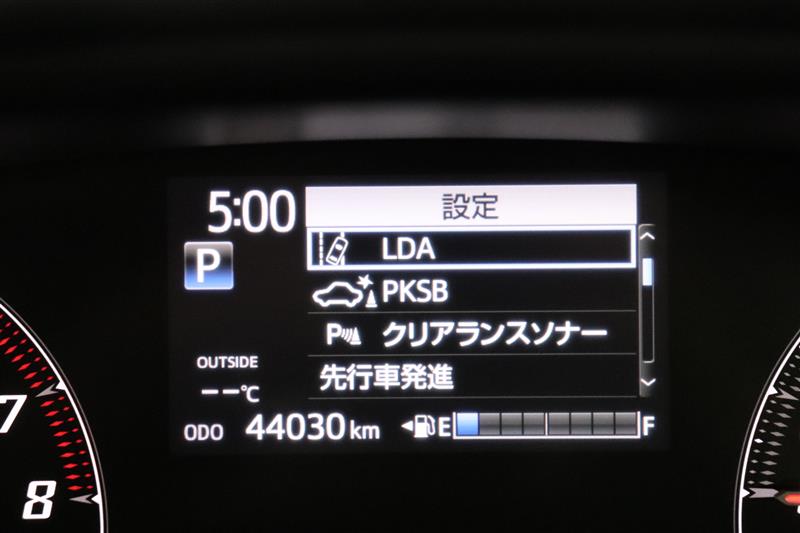 5:00
設定
LDA
P
PKSB
P クリアランスソナー
先行車発進
OUTSIDE
--℃
ODO 44030 km
E F
7
8